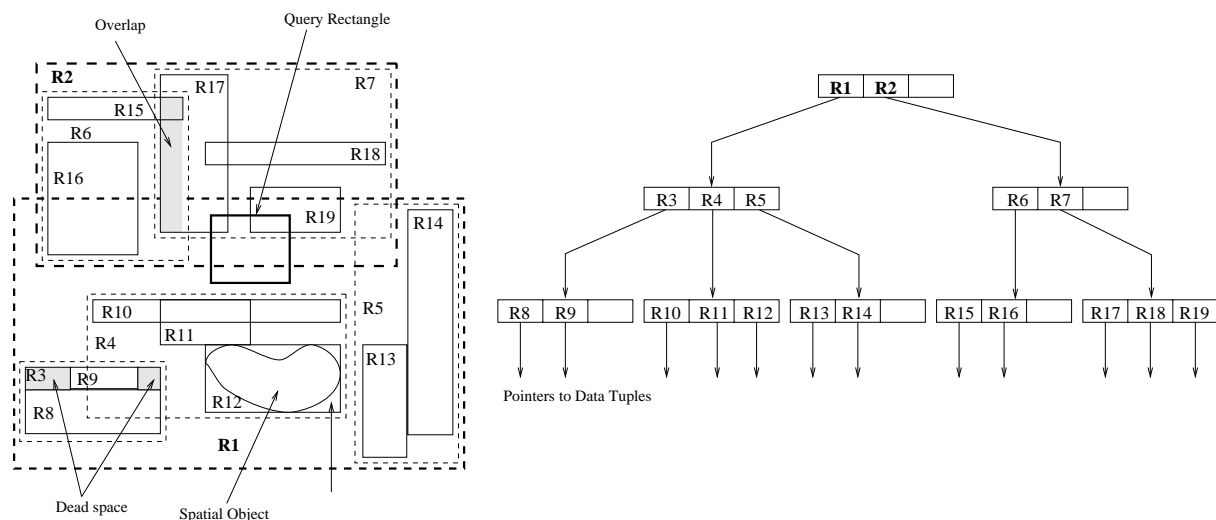 Query Rectangle
Overlap
R2
R17
R7
R15
R6
R18
R16
R19
R14
R10
R5
R11
R4
R13
R3
R9
R12
R8
R1
Dead space
Spatial Object
R1 R2
R3 R4 R5
R6 R7
R8 R9
R10 R11 R12
R13 R14
R15 R16
R17 R18 R19
Pointers to Data Tuples